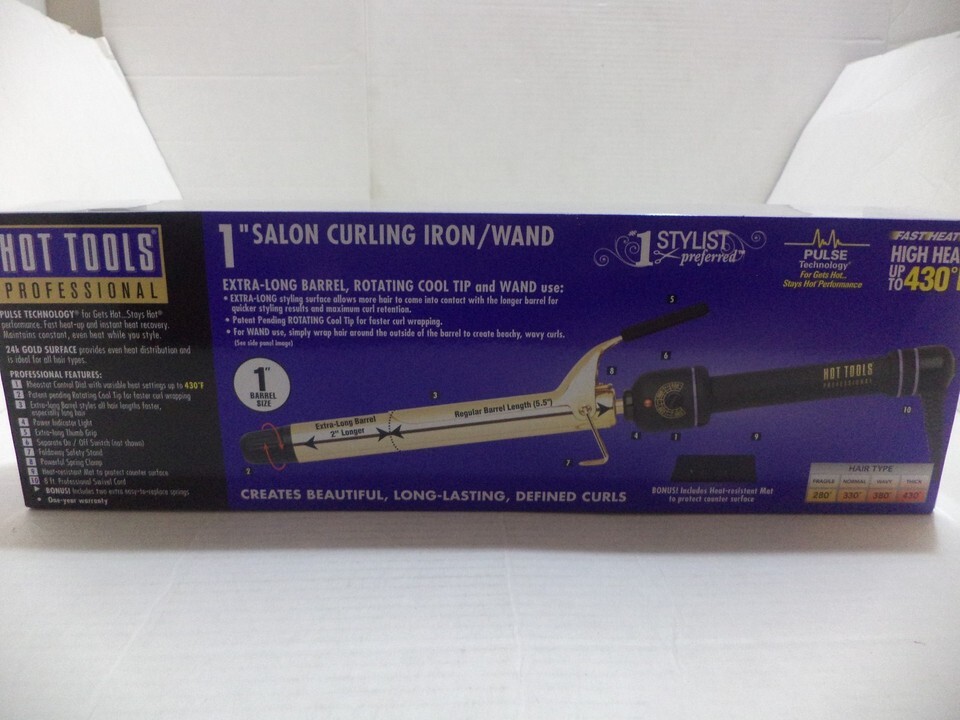 HOT TOOLS®
PROFESSIONAL
PULSE TECHNOLOGY® for Gets Hot...Stays Hot®
performance. Fast heat-up and instant heat recovery.
Maintains constant, even heat while you style.
24k GOLD SURFACE provides even heat distribution and
is ideal for all hair types.
PROFESSIONAL FEATURES:
1 Rheostat Control Dial with variable heat settings up to 430°F
2 Patent pending Rotating Cool Tip for faster curl wrapping
3 Extra-long Barrel styles all hair lengths faster,
especially long hair
4 Power Indicator Light
5 Extra-long Thumb Grip
6 Separate On / Off Switch (not shown)
7 Foldaway Safety Stand
8 Powerful Spring Clamp
9 Heat-resistant Mat to protect counter surface
10 8 ft. Professional Swivel Cord
BONUS! Includes two extra easy-to-replace springs
• One-year warranty
1" SALON CURLING IRON/WAND
EXTRA-LONG BARREL, ROTATING COOL TIP and WAND use:
• EXTRA-LONG styling surface allows more hair to come into contact with the longer barrel for
quicker styling results and maximum curl retention.
• Patent Pending ROTATING Cool Tip for faster curl wrapping.
• For WAND use, simply wrap hair around the outside of the barrel to create beachy, wavy curls.
(See side panel image)
1"
BARREL
SIZE
#1 STYLIST
preferred™
PULSE
Technology®
For Gets Hot...
Stays Hot® Performance
FAST HEAT
HIGH HEA
UP
TO 430°F
5
6
8
3
Extra-Long Barrel
2" Longer
Regular Barrel Length (5.5")
HOT TOOLS
PROFESSIONAL
10
4
1
9
2
7
CREATES BEAUTIFUL, LONG-LASTING, DEFINED CURLS
BONUS! Includes Heat-resistant Mat
to protect counter surface
HAIR TYPE
FRAGILE NORMAL WAVY THICK
280° 330° 380° 430°